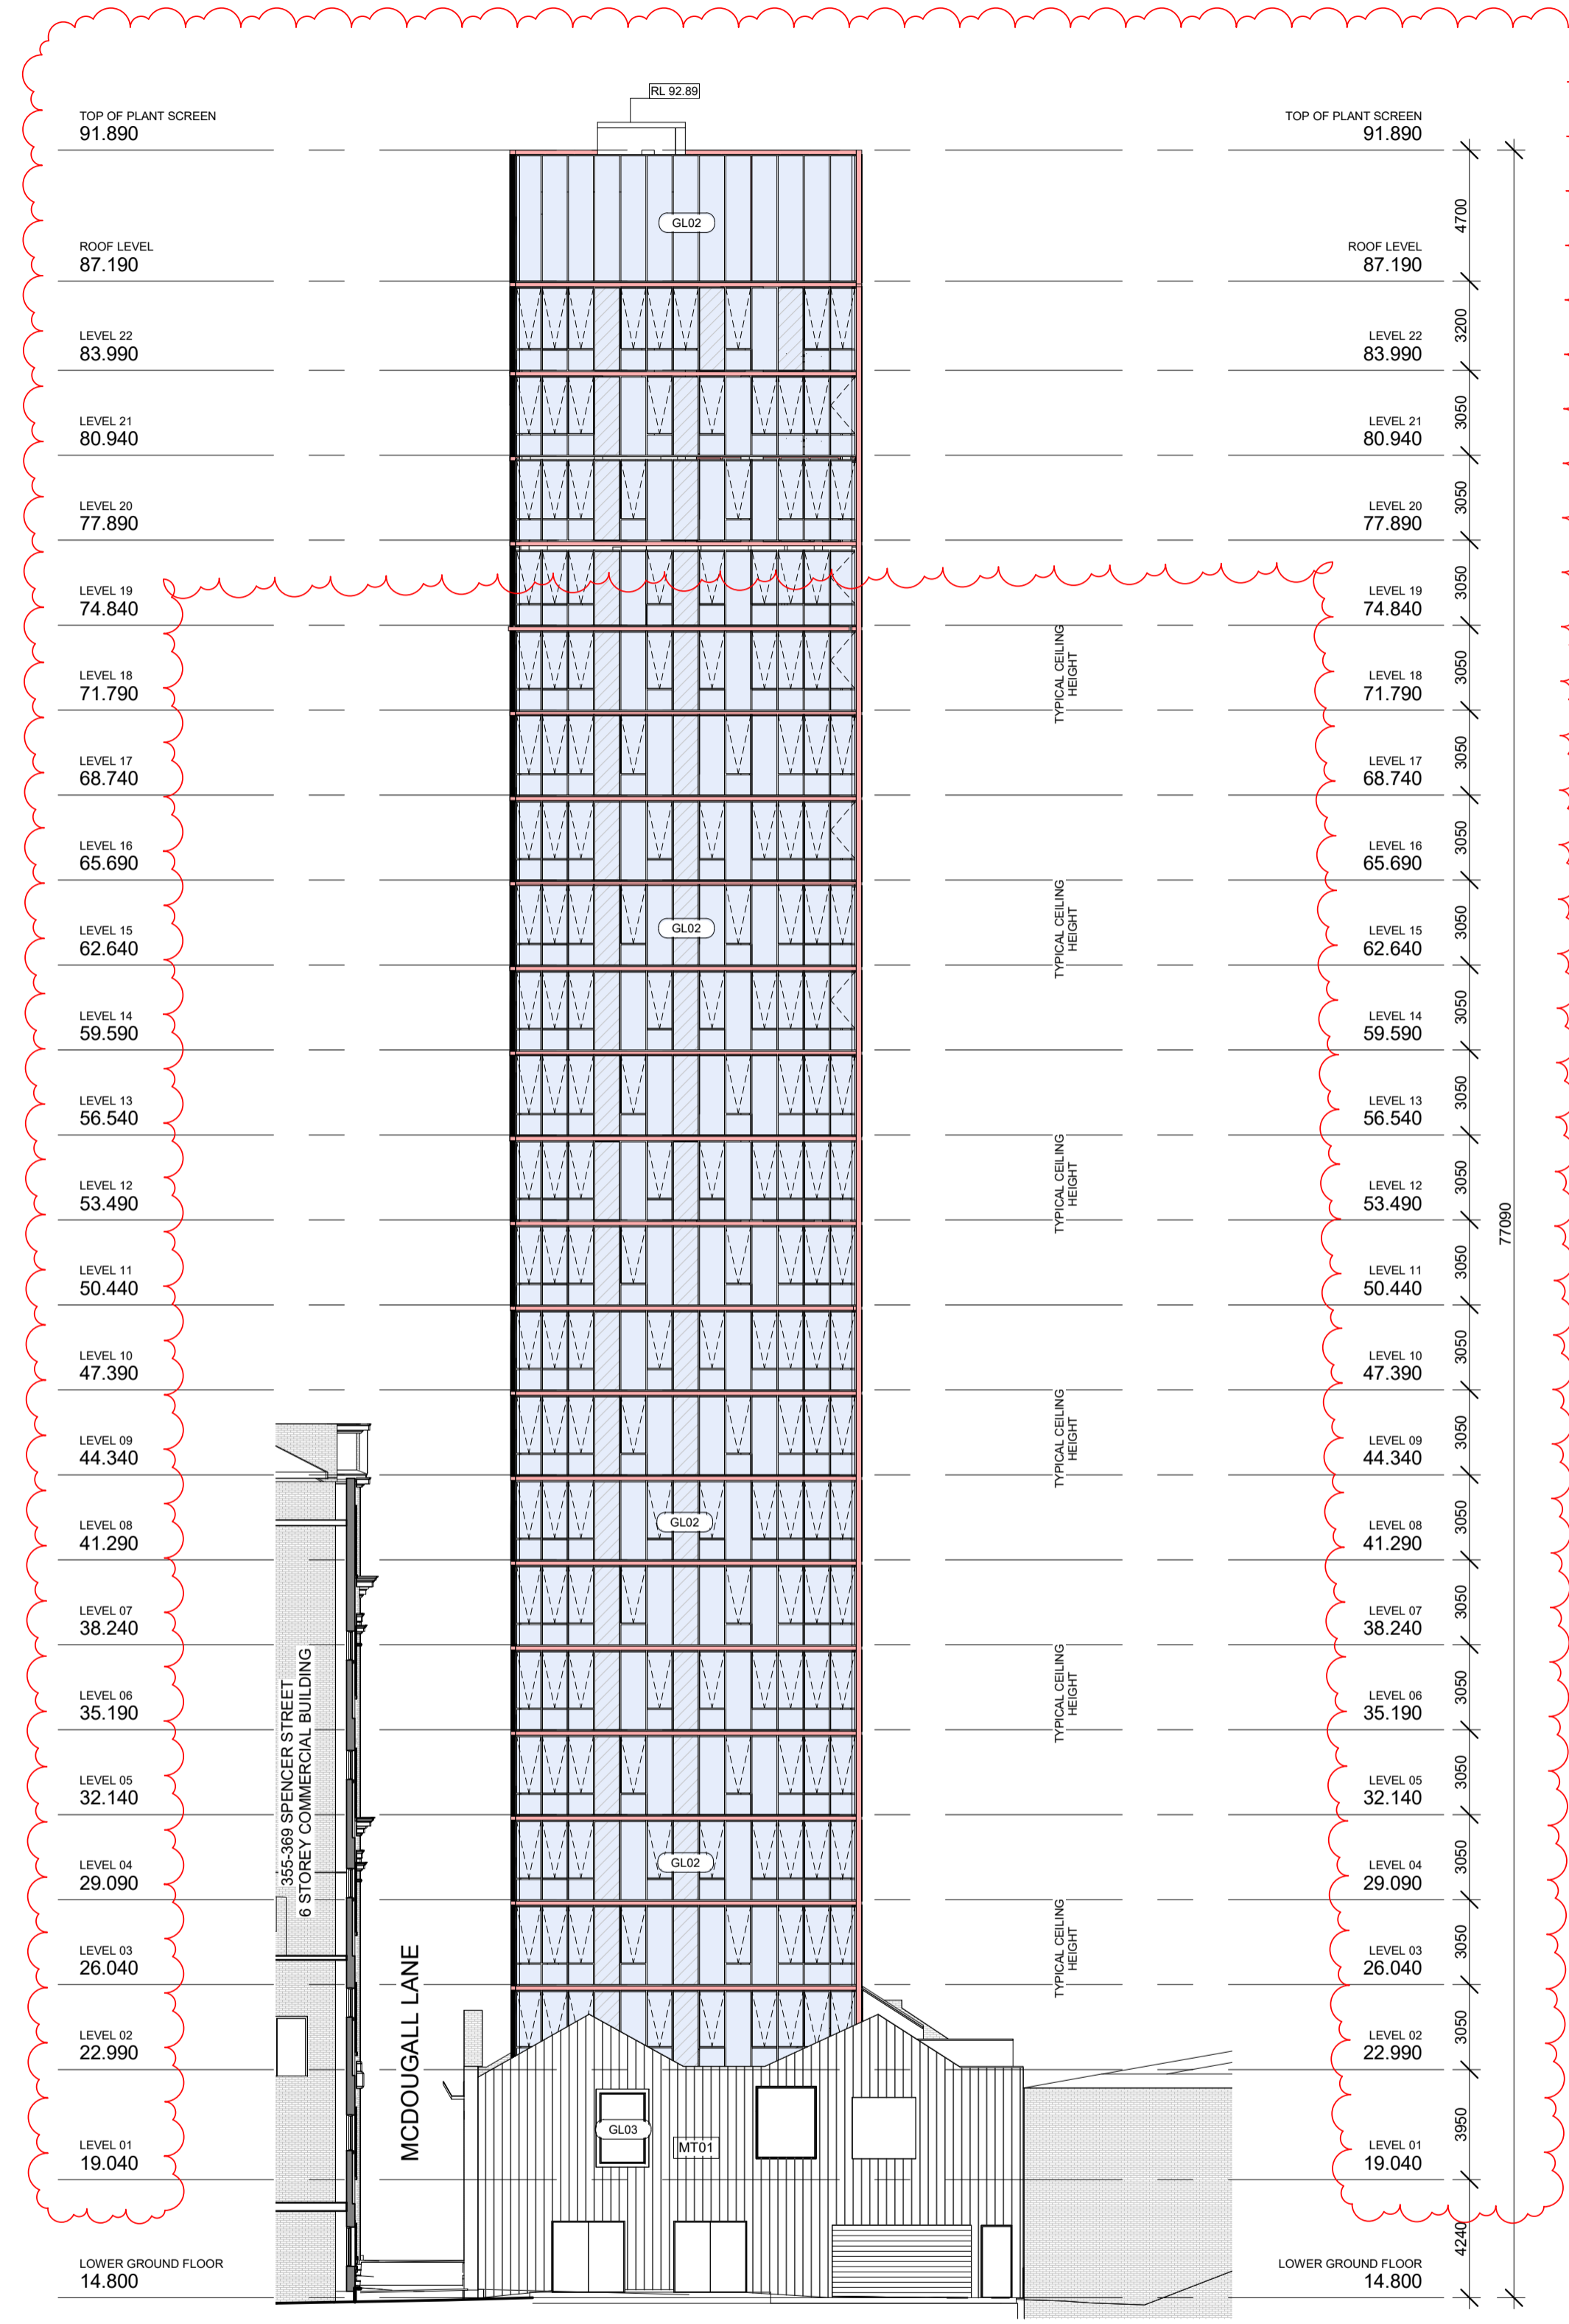 RL 92.89
TOP OF PLANT SCREEN
91.890
TOP OF PLANT SCREEN
91.890
4700
GL02
ROOF LEVEL
87.190
ROOF LEVEL
87.190
3200
LEVEL 22
83.990
LEVEL 22
83.990
3050
LEVEL 21
80.940
LEVEL 21
80.940
3050
LEVEL 20
77.890
LEVEL 20
77.890
3050
LEVEL 19
74.840
LEVEL 19
74.840
3050
TYPICAL CEILING
HEIGHT
LEVEL 18
71.790
LEVEL 18
71.790
3050
LEVEL 17
68.740
LEVEL 17
68.740
3050
LEVEL 16
65.690
LEVEL 16
65.690
3050
TYPICAL CEILING
HEIGHT
GL02
LEVEL 15
62.640
LEVEL 15
62.640
3050
LEVEL 14
59.590
LEVEL 14
59.590
3050
LEVEL 13
56.540
LEVEL 13
56.540
3050
TYPICAL CEILING
HEIGHT
LEVEL 12
53.490
LEVEL 12
53.490
3050
77090
LEVEL 11
50.440
LEVEL 11
50.440
3050
LEVEL 10
47.390
LEVEL 10
47.390
3050
TYPICAL CEILING
HEIGHT
LEVEL 09
44.340
LEVEL 09
44.340
3050
GL02
LEVEL 08
41.290
LEVEL 08
41.290
3050
LEVEL 07
38.240
LEVEL 07
38.240
3050
355-369 SPENCER STREET
6 STOREY COMMERCIAL BUILDING
TYPICAL CEILING
HEIGHT
LEVEL 06
35.190
LEVEL 06
35.190
3050
LEVEL 05
32.140
LEVEL 05
32.140
3050
GL02
LEVEL 04
29.090
LEVEL 04
29.090
3050
TYPICAL CEILING
HEIGHT
LEVEL 03
26.040
LEVEL 03
26.040
3050
MCDOUGALL LANE
LEVEL 02
22.990
LEVEL 02
22.990
3950
GL03
MT01
LEVEL 01
19.040
LEVEL 01
19.040
4240
LOWER GROUND FLOOR
14.800
LOWER GROUND FLOOR
14.800
3050